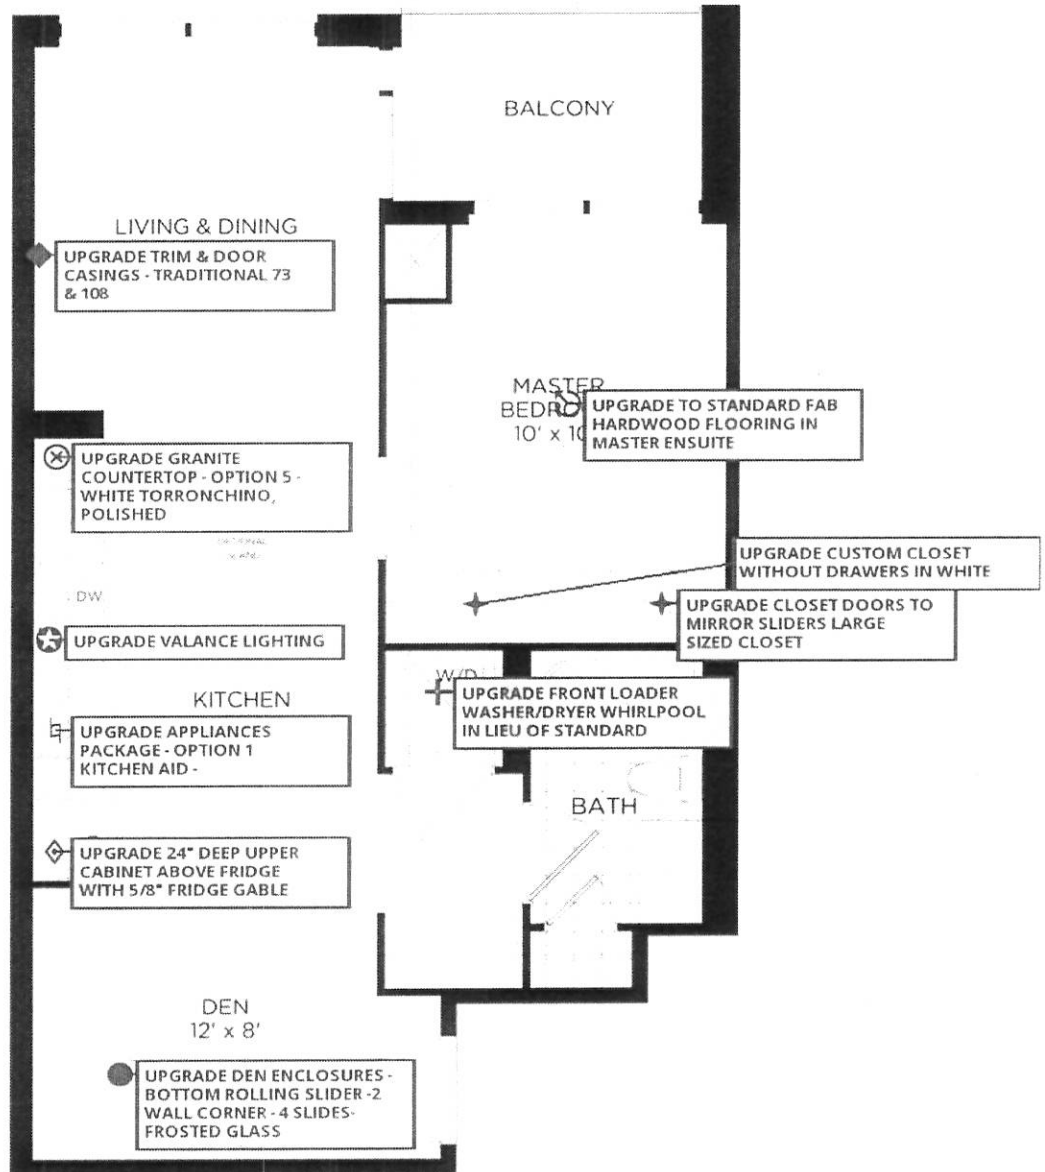 BALCONY
LIVING & DINING
UPGRADE TRIM & DOOR
CASINGS - TRADITIONAL 73
& 108
MASTER
10' x
UPGRADE TO STANDARD FAB
HARDWOOD FLOORING IN
MASTER ENSUITE
UPGRADE GRANITE
COUNTERTOP - OPTION 5 -
WHITE TORRONCHINO,
POLISHED
OPTIONAL
ISLAND
UPGRADE CUSTOM CLOSET
WITHOUT DRAWERS IN WHITE
DW
UPGRADE CLOSET DOORS TO
MIRROR SLIDERS LARGE
SIZED CLOSET
UPGRADE VALANCE LIGHTING
W/D
UPGRADE FRONT LOADER
WASHER/DRYER WHIRLPOOL
IN LIEU OF STANDARD
KITCHEN
UPGRADE APPLIANCES
PACKAGE - OPTION 1
KITCHEN AID -
BATH
UPGRADE 24" DEEP UPPER
CABINET ABOVE FRIDGE
WITH 5/8" FRIDGE GABLE
DEN
12' x 8'
UPGRADE DEN ENCLOSURES -
BOTTOM ROLLING SLIDER -2
WALL CORNER - 4 SLIDES-
FROSTED GLASS